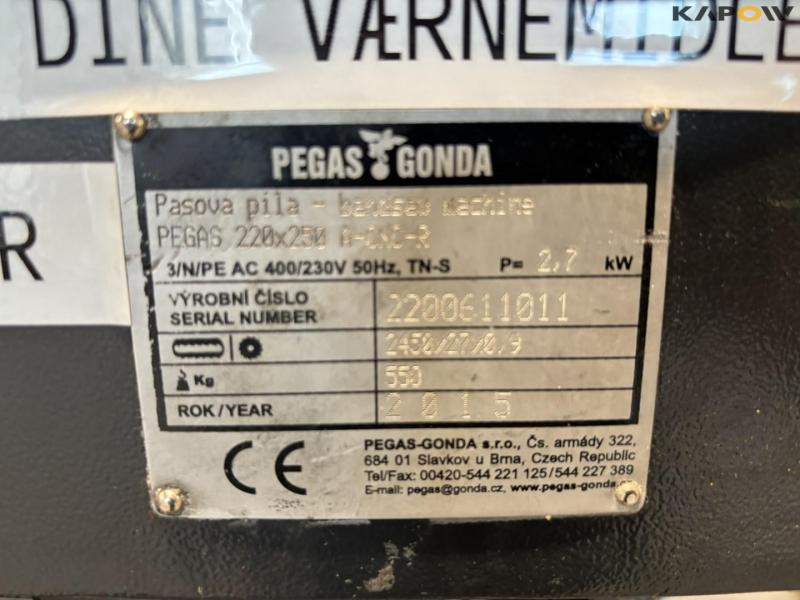 KAPOW
DINE VÆRNEMIDLE
R
PEGAS GONDA
Pasova pila - bandsaw machine
PEGAS 220x250 A-CNC-R
3/N/PE AC 400/230V 50Hz, TN-S P= 2,7 kW
VÝROBNÍ ČÍSLO
SERIAL NUMBER 2200611011
2450/27/0,9
Kg 550
ROK/YEAR 2015
CE
PEGAS-GONDA s.r.o., Čs. armády 322,
684 01 Slavkov u Brna, Czech Republic
Tel/Fax: 00420-544 221 125/544 227 389
E-mail: pegas@gonda.cz, www.pegas-gonda.cz